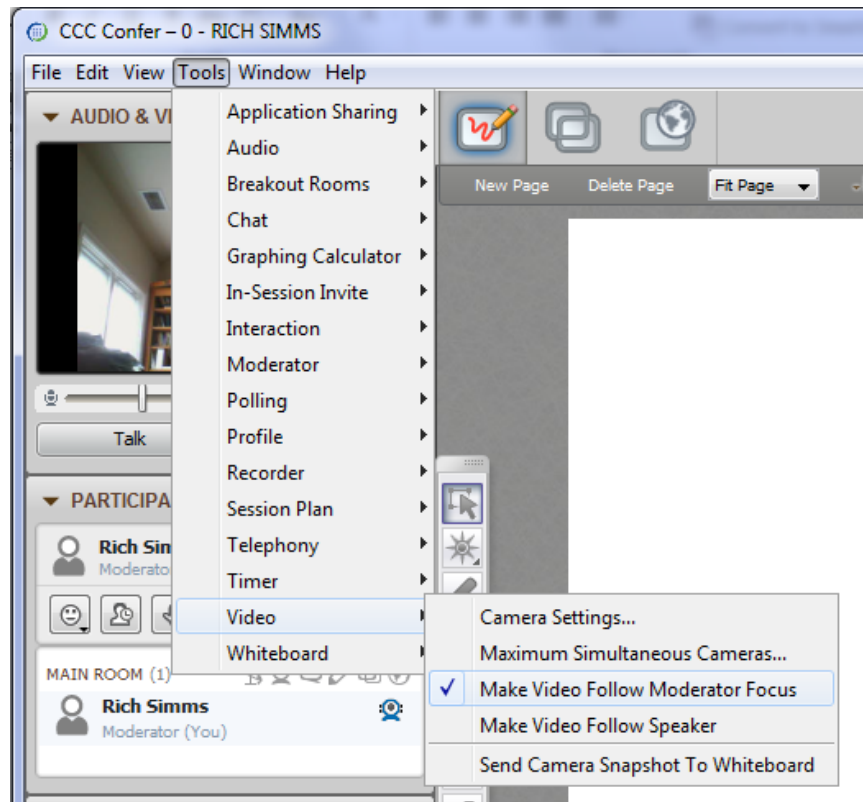 CCC Confer – 0 - RICH SIMMS
File Edit View Tools Window Help
AUDIO & VI
Application Sharing
Audio
Breakout Rooms
Chat
Graphing Calculator
In-Session Invite
Interaction
Moderator
Polling
Profile
Recorder
Session Plan
Telephony
Timer
Video
Whiteboard
New Page Delete Page Fit Page
Talk
PARTICIPA
Rich Sim
Moderato
MAIN ROOM (1)
Rich Simms
Moderator (You)
Camera Settings...
Maximum Simultaneous Cameras...
Make Video Follow Moderator Focus
Make Video Follow Speaker
Send Camera Snapshot To Whiteboard